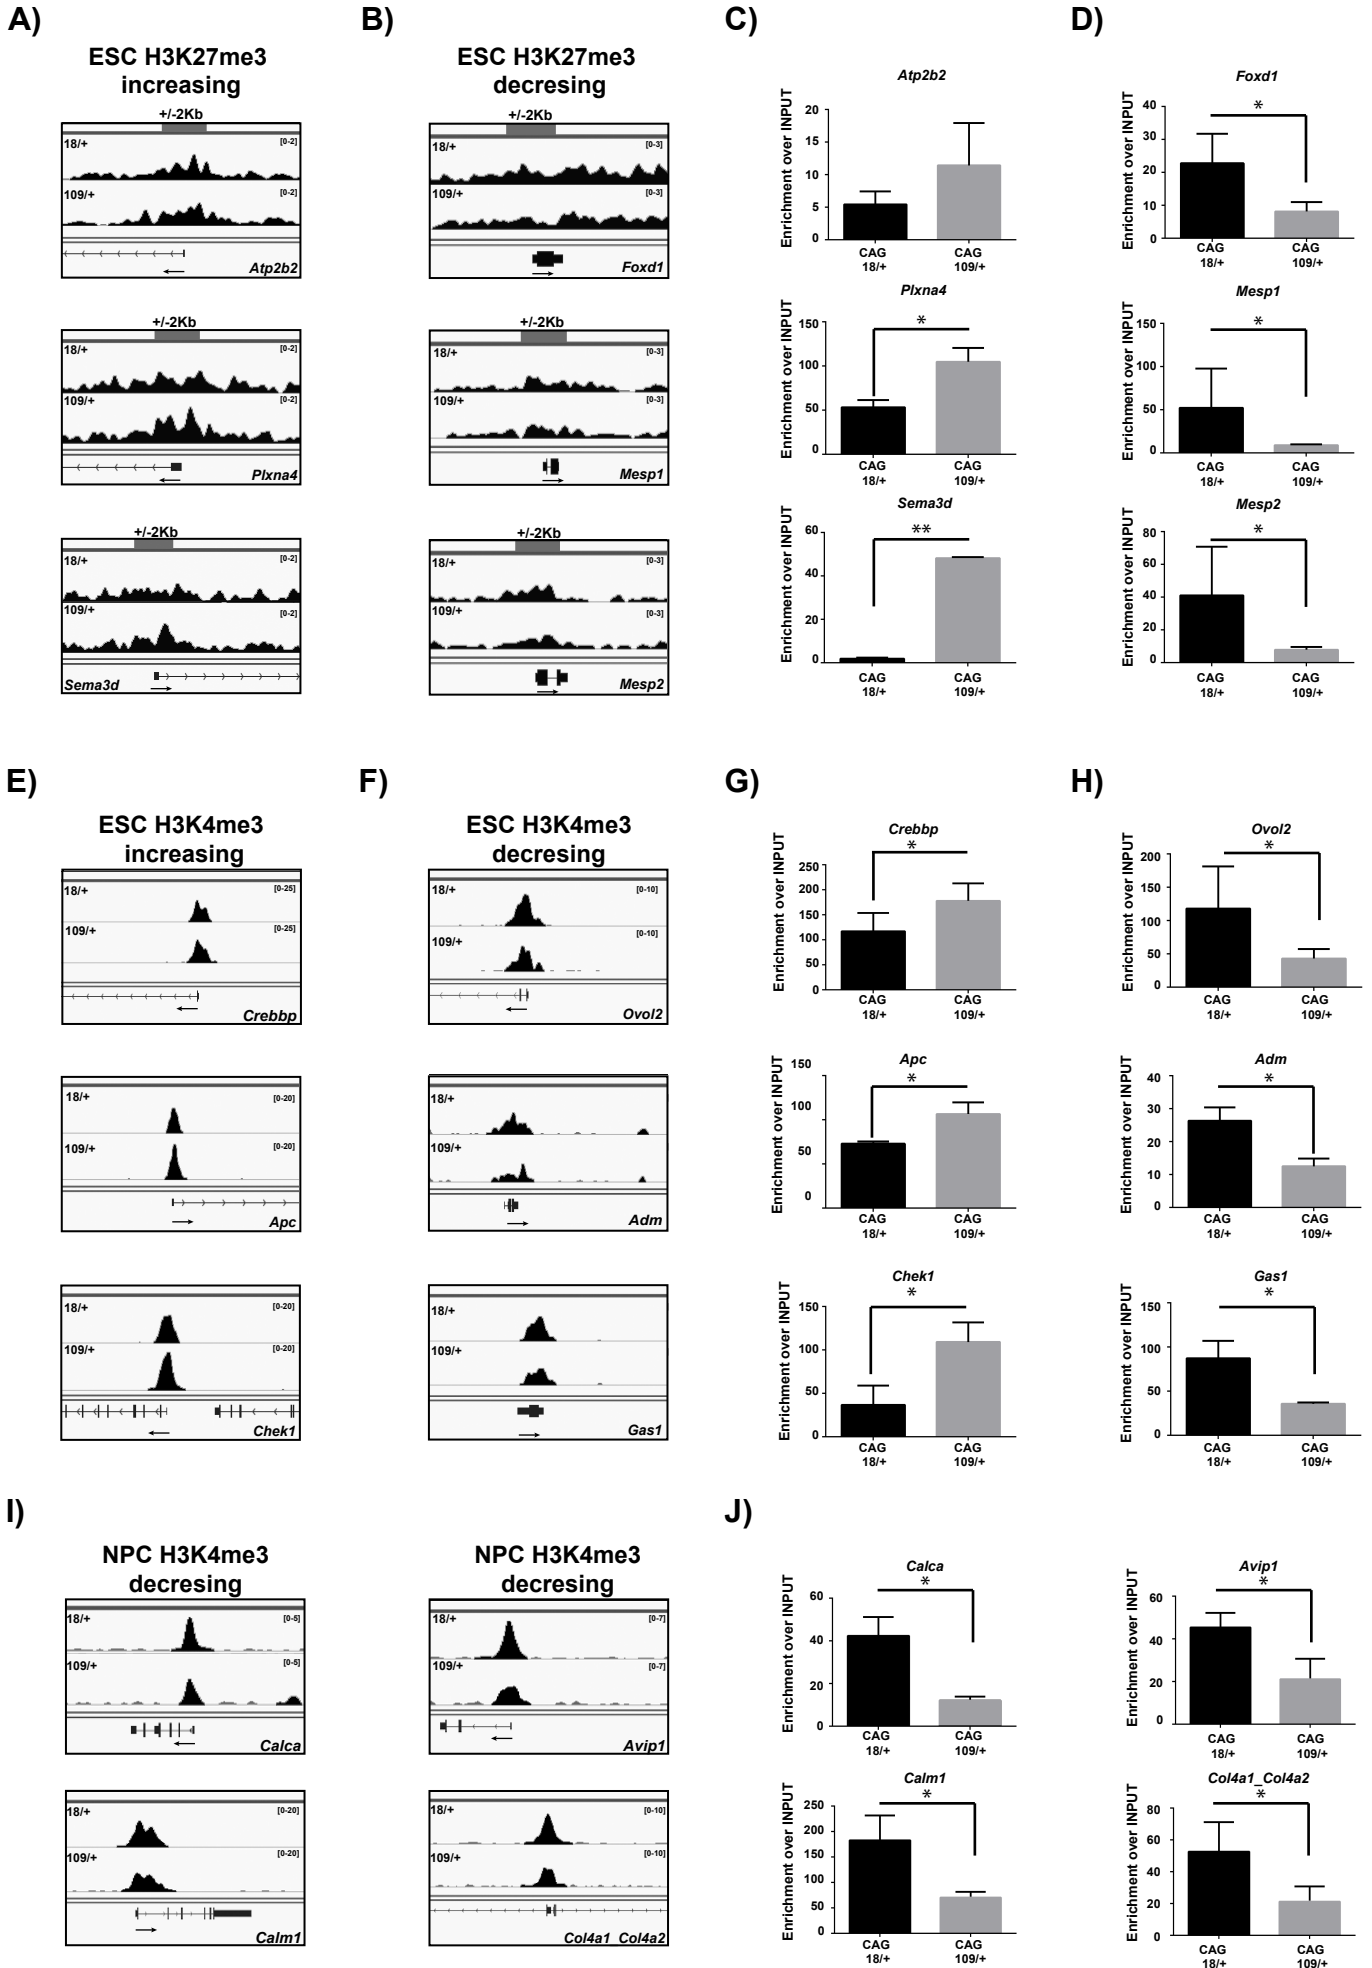 A)
ESC H3K27me3
increasing
+/-2Kb
18/+
[0-2]
109/+
[0-2]
Atp2b2
+/-2Kb
18/+
[0-2]
109/+
[0-2]
Plxna4
+/-2Kb
18/+
[0-2]
109/+
[0-2]
Sema3d
B)
ESC H3K27me3
decresing
+/-2Kb
18/+
[0-3]
109/+
[0-3]
Foxd1
+/-2Kb
18/+
[0-3]
109/+
[0-3]
Mesp1
+/-2Kb
18/+
[0-3]
109/+
[0-3]
Mesp2
C)
Atp2b2
Enrichment over INPUT
20
15
10
5
0
CAG
18/+
CAG
109/+
Plxna4
*
Enrichment over INPUT
150
100
50
0
CAG
18/+
CAG
109/+
Sema3d
**
Enrichment over INPUT
60
40
20
0
CAG
18/+
CAG
109/+
D)
Foxd1
*
Enrichment over INPUT
40
30
20
10
0
CAG
18/+
CAG
109/+
Mesp1
*
Enrichment over INPUT
150
100
50
0
CAG
18/+
CAG
109/+
Mesp2
*
Enrichment over INPUT
80
60
40
20
0
CAG
18/+
CAG
109/+
E)
ESC H3K4me3
increasing
18/+
[0-25]
109/+
[0-25]
Crebbp
18/+
[0-20]
109/+
[0-20]
Apc
18/+
[0-20]
109/+
[0-20]
Chek1
F)
ESC H3K4me3
decresing
18/+
[0-10]
109/+
[0-10]
Ovol2
18/+
109/+
Adm
18/+
109/+
Gas1
G)
Crebbp
*
Enrichment over INPUT
250
200
150
100
50
0
CAG
18/+
CAG
109/+
Apc
*
Enrichment over INPUT
150
100
50
0
CAG
18/+
CAG
109/+
Chek1
*
Enrichment over INPUT
150
100
50
0
CAG
18/+
CAG
109/+
H)
Ovol2
*
Enrichment over INPUT
200
150
100
50
0
CAG
18/+
CAG
109/+
Adm
*
Enrichment over INPUT
40
30
20
10
0
CAG
18/+
CAG
109/+
Gas1
*
Enrichment over INPUT
150
100
50
0
CAG
18/+
CAG
109/+
I)
NPC H3K4me3
decresing
18/+
[0-5]
109/+
[0-5]
Calca
18/+
[0-20]
109/+
[0-20]
Calm1
NPC H3K4me3
decresing
18/+
[0-7]
109/+
[0-7]
Avip1
18/+
[0-10]
109/+
[0-10]
Col4a1_Col4a2
J)
Calca
*
Enrichment over INPUT
60
40
20
0
CAG
18/+
CAG
109/+
Calm1
*
Enrichment over INPUT
250
200
150
100
50
0
CAG
18/+
CAG
109/+
Avip1
*
Enrichment over INPUT
60
40
20
0
CAG
18/+
CAG
109/+
Col4a1_Col4a2
*
Enrichment over INPUT
80
60
40
20
0
CAG
18/+
CAG
109/+